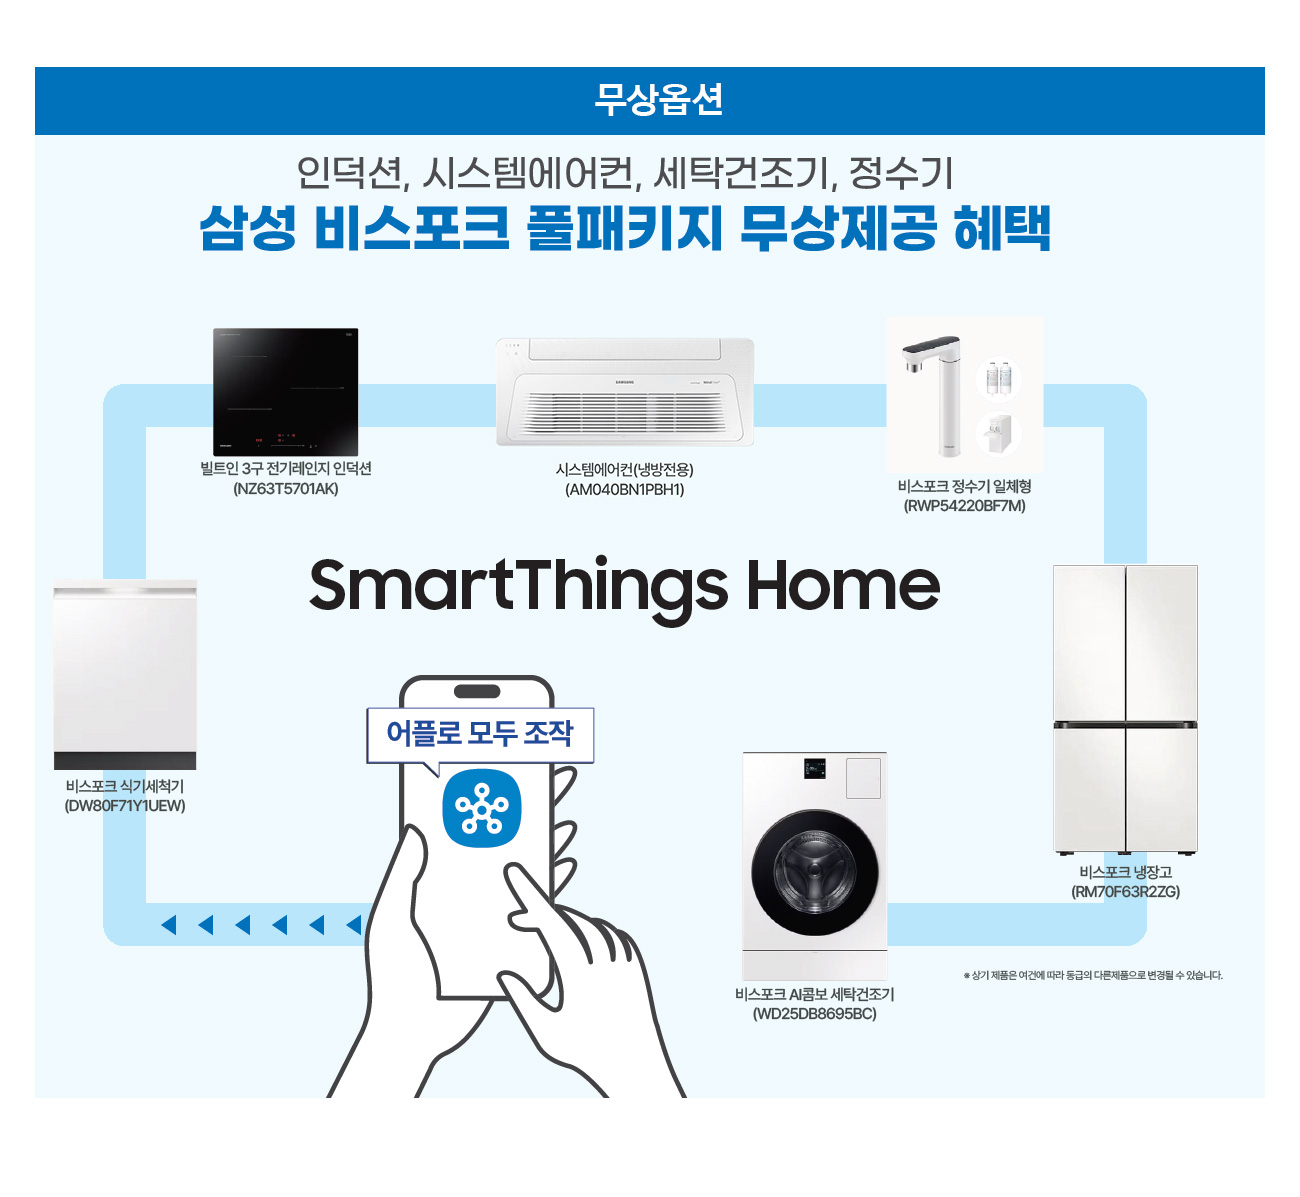 무상옵션
인덕션, 시스템에어컨, 세탁건조기, 정수기
삼성 비스포크 풀패키지 무상제공 혜택
SAMSUNG
빌트인 3구 전기레인지 인덕션
(NZ63T5701AK)
시스템에어컨(냉방전용)
(AM040BN1PBH1)
비스포크 정수기 일체형
(RWP54220BF7M)
SmartThings Home
어플로 모두 조작
비스포크 식기세척기
(DW80F71Y1UEW)
비스포크 냉장고
(RM70F63R2ZG)
※ 상기 제품은 여건에 따라 동급의 다른제품으로 변경될 수 있습니다.
비스포크 AI콤보 세탁건조기
(WD25DB8695BC)